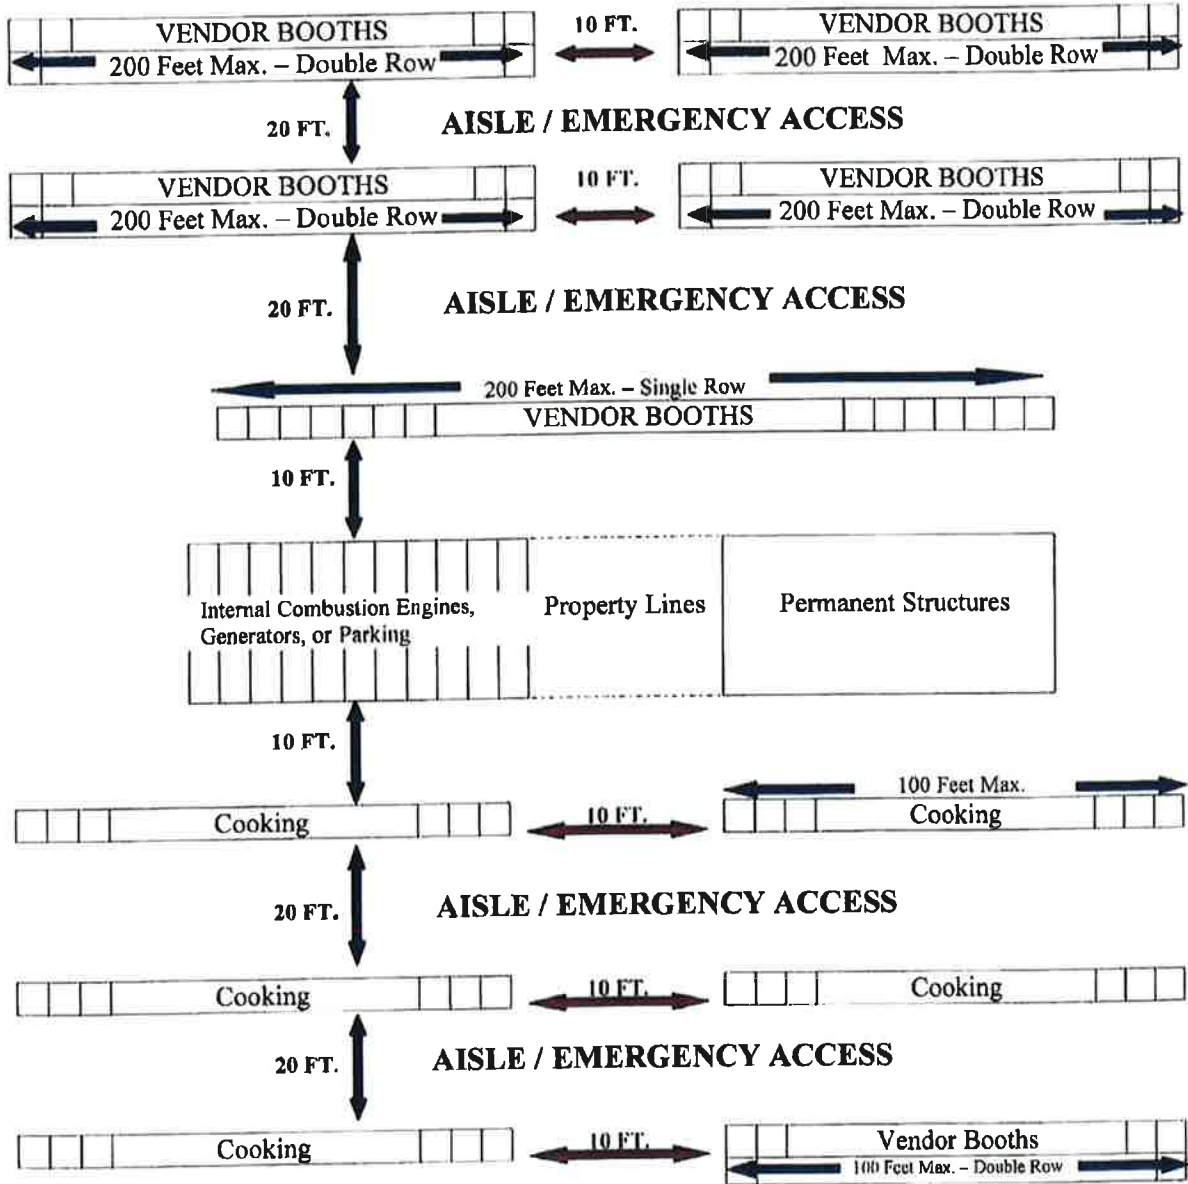 VENDOR BOOTHS
200 Feet Max. – Double Row
10 FT.
VENDOR BOOTHS
200 Feet Max. – Double Row
20 FT.
AISLE / EMERGENCY ACCESS
VENDOR BOOTHS
200 Feet Max. – Double Row
10 FT.
VENDOR BOOTHS
200 Feet Max. – Double Row
20 FT.
AISLE / EMERGENCY ACCESS
200 Feet Max. – Single Row
VENDOR BOOTHS
10 FT.
Internal Combustion Engines,
Generators, or Parking
Property Lines
Permanent Structures
10 FT.
Cooking
10 FT.
100 Feet Max.
Cooking
20 FT.
AISLE / EMERGENCY ACCESS
Cooking
10 FT.
Cooking
20 FT.
AISLE / EMERGENCY ACCESS
Cooking
10 FT.
Vendor Booths
100 Feet Max. – Double Row